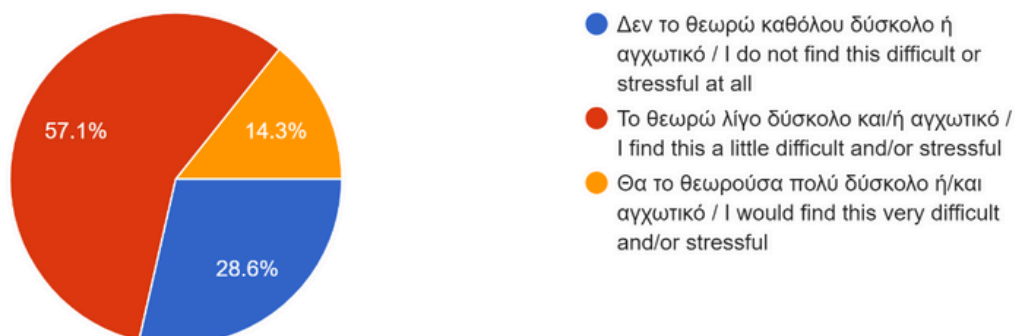 57.1%
14.3%
28.6%
Δεν το θεωρώ καθόλου δύσκολο ή
αγχωτικό / I do not find this difficult or
stressful at all
Το θεωρώ λίγο δύσκολο και/ή αγχωτικό /
I find this a little difficult and/or stressful
Θα το θεωρούσα πολύ δύσκολο ή/και
αγχωτικό / I would find this very difficult
and/or stressful